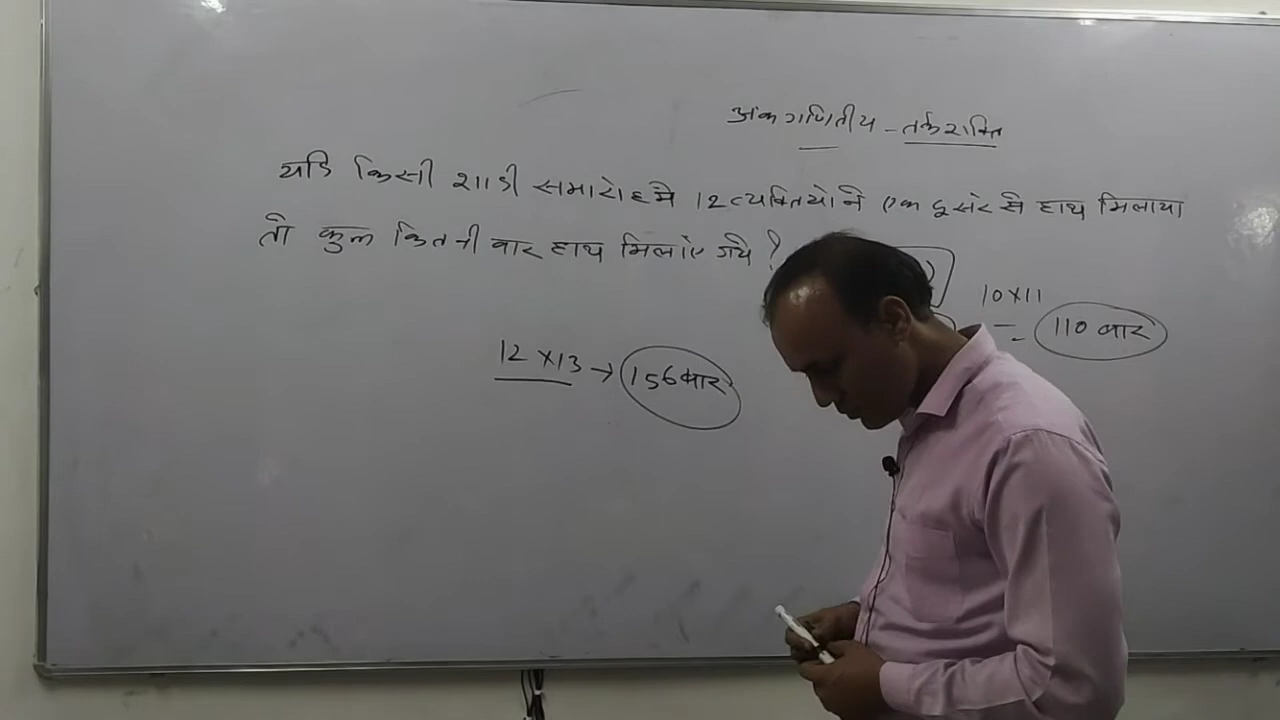 अंकगणितीय - तर्कशक्ति
यदि किसी शादी समारोह मे 12 व्यक्तियो ने एक दूसरे से हाथ मिलाया
तो कुल कितनी बार हाथ मिलाए गये ?
10 x 11
= 110 बार
12 x 13 → 156 बार